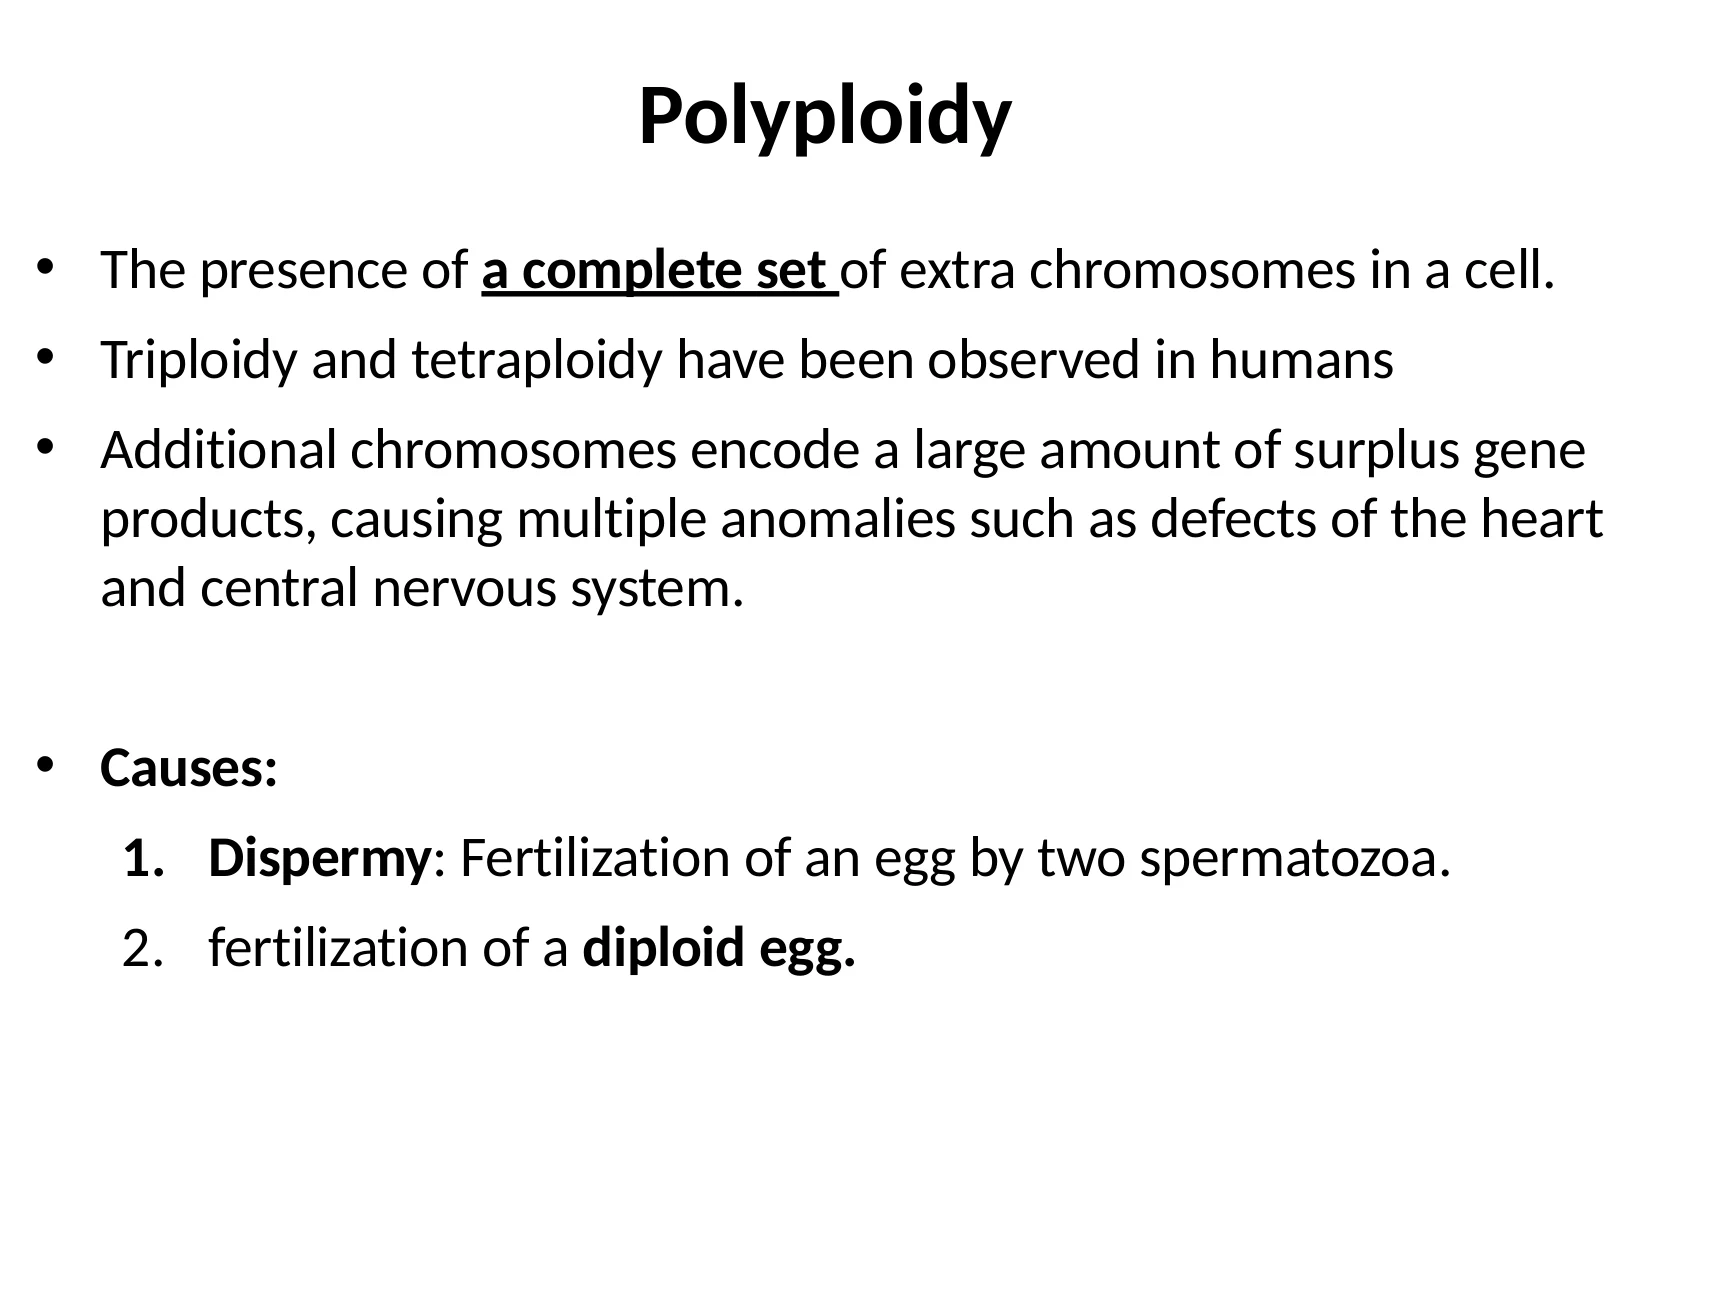 Polyploidy
• The presence of a complete set of extra chromosomes in a cell.
• Triploidy and tetraploidy have been observed in humans
• Additional chromosomes encode a large amount of surplus gene
products, causing multiple anomalies such as defects of the heart
and central nervous system.
• Causes:
1. Dispermy: Fertilization of an egg by two spermatozoa.
2. fertilization of a diploid egg.